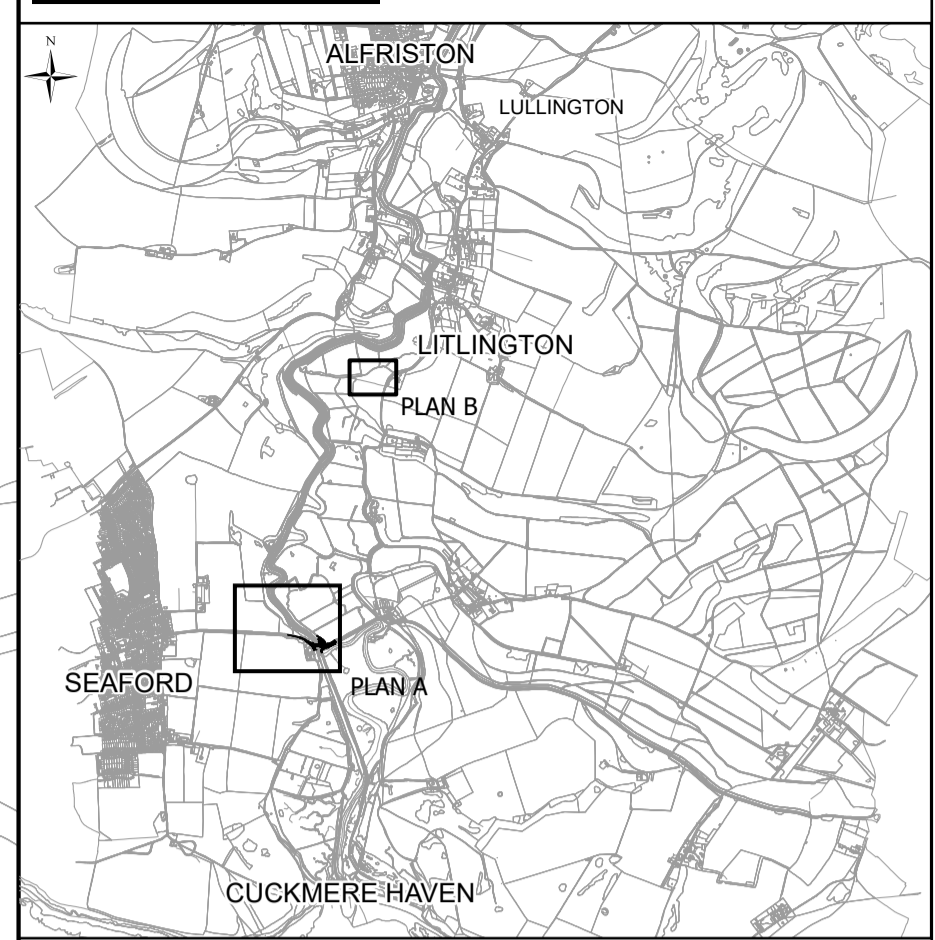 N
ALFRISTON
LULLINGTON
LITLINGTON
PLAN B
SEAFORD
PLAN A
CUCKMERE HAVEN